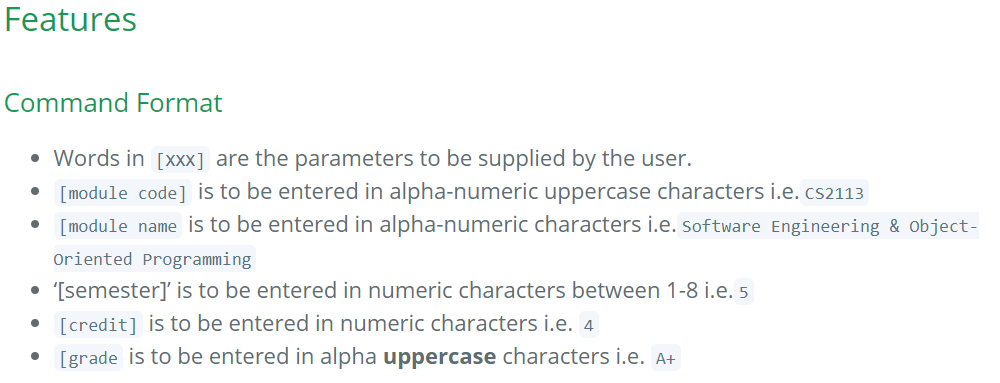 Features
Command Format
Words in [xxx] are the parameters to be supplied by the user.
[module code] is to be entered in alpha-numeric uppercase characters i.e. CS2113
[module name is to be entered in alpha-numeric characters i.e. Software Engineering & Object-
Oriented Programming
‘[semester]’ is to be entered in numeric characters between 1-8 i.e. 5
[credit] is to be entered in numeric characters i.e. 4
[grade is to be entered in alpha uppercase characters i.e. A+